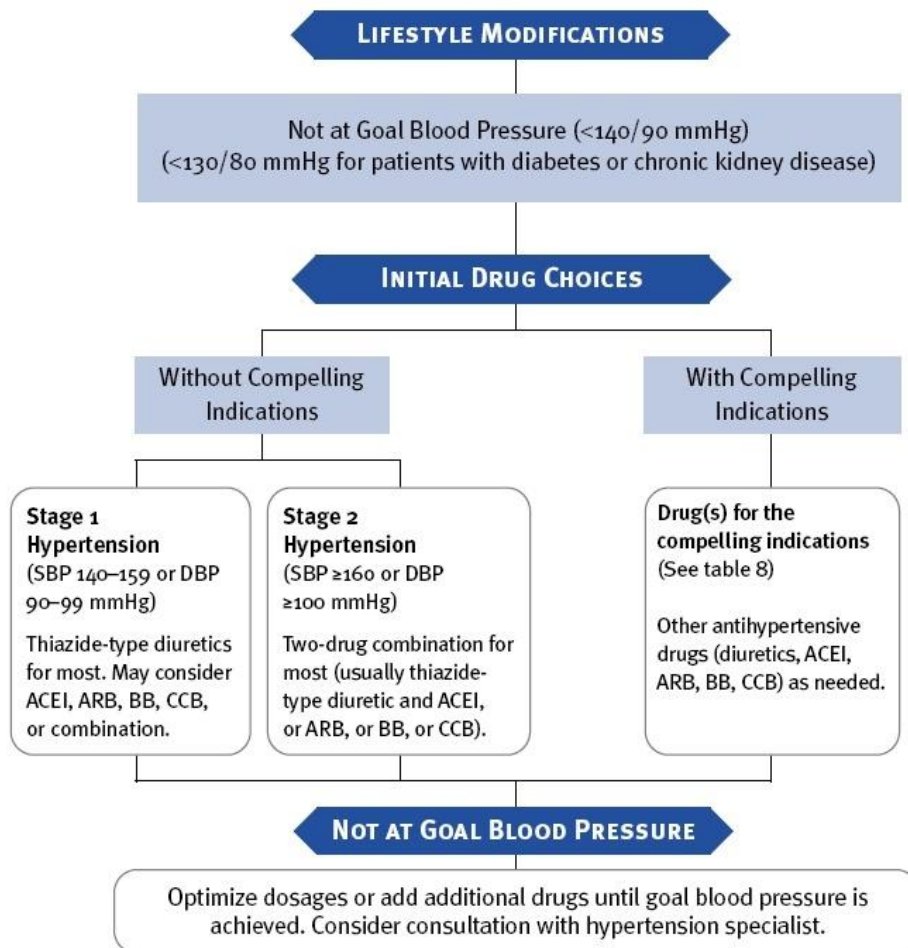 LIFESTYLE MODIFICATIONS
Not at Goal Blood Pressure (<140/90 mmHg)
(<130/80 mmHg for patients with diabetes or chronic kidney disease)
INITIAL DRUG CHOICES
Without Compelling
Indications
With Compelling
Indications
Stage 1
Hypertension
(SBP 140–159 or DBP
90–99 mmHg)
Thiazide-type diuretics
for most. May consider
ACEI, ARB, BB, CCB,
or combination.
Stage 2
Hypertension
(SBP ≥160 or DBP
≥100 mmHg)
Two-drug combination for
most (usually thiazide-
type diuretic and ACEI,
or ARB, or BB, or CCB).
Drug(s) for the
compelling indications
(See table 8)
Other antihypertensive
drugs (diuretics, ACEI,
ARB, BB, CCB) as needed.
NOT AT GOAL BLOOD PRESSURE
Optimize dosages or add additional drugs until goal blood pressure is
achieved. Consider consultation with hypertension specialist.